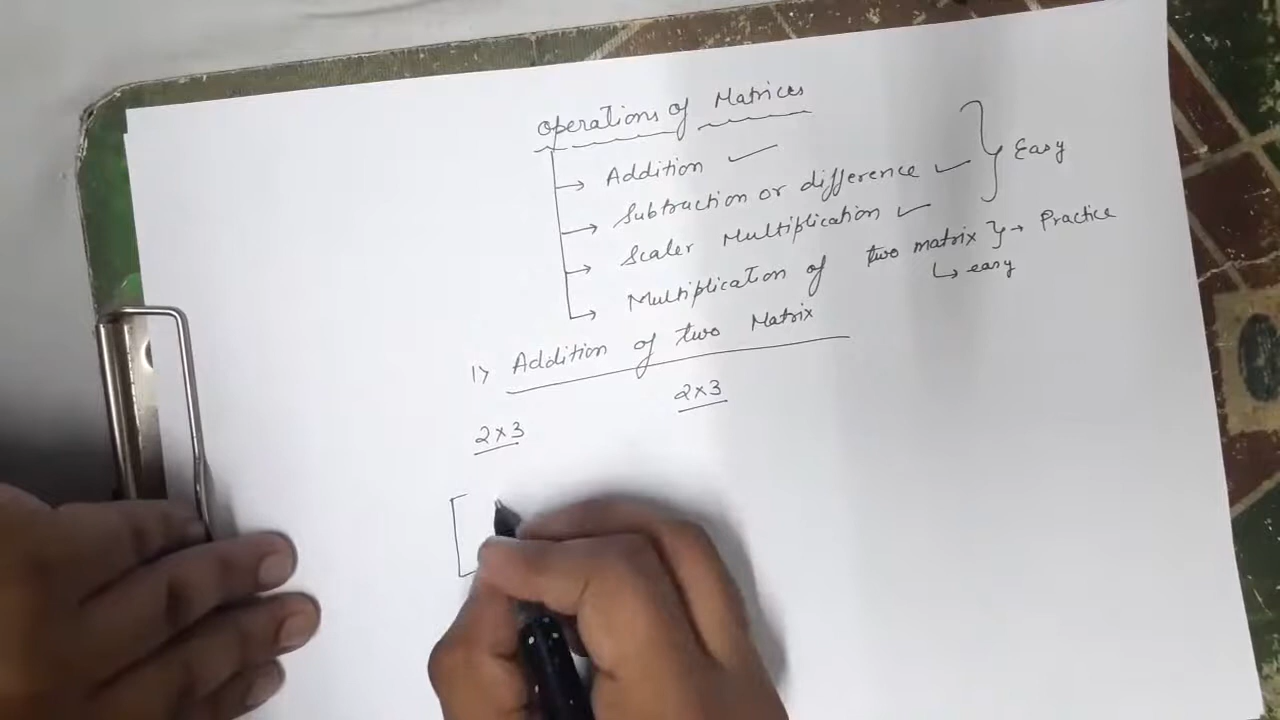 Operations of Matrices
→ Addition ✓
→ Subtraction or difference ✓
→ Scaler Multiplication ✓
} Easy
→ Multiplication of two matrix } → Practice
↳ easy
1) Addition of two Matrix
2×3 2×3
[